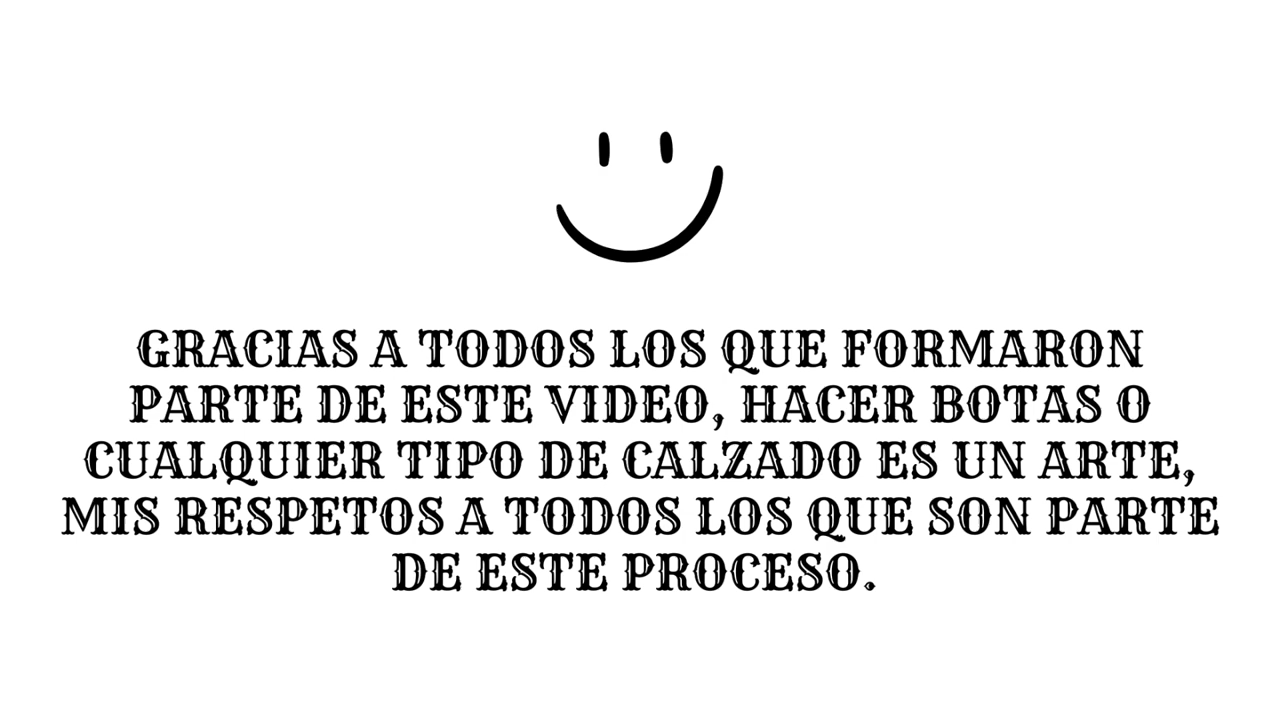 GRACIAS A TODOS LOS QUE FORMARON
PARTE DE ESTE VIDEO, HACER BOTAS O
CUALQUIER TIPO DE CALZADO ES UN ARTE,
MIS RESPETOS A TODOS LOS QUE SON PARTE
DE ESTE PROCESO.